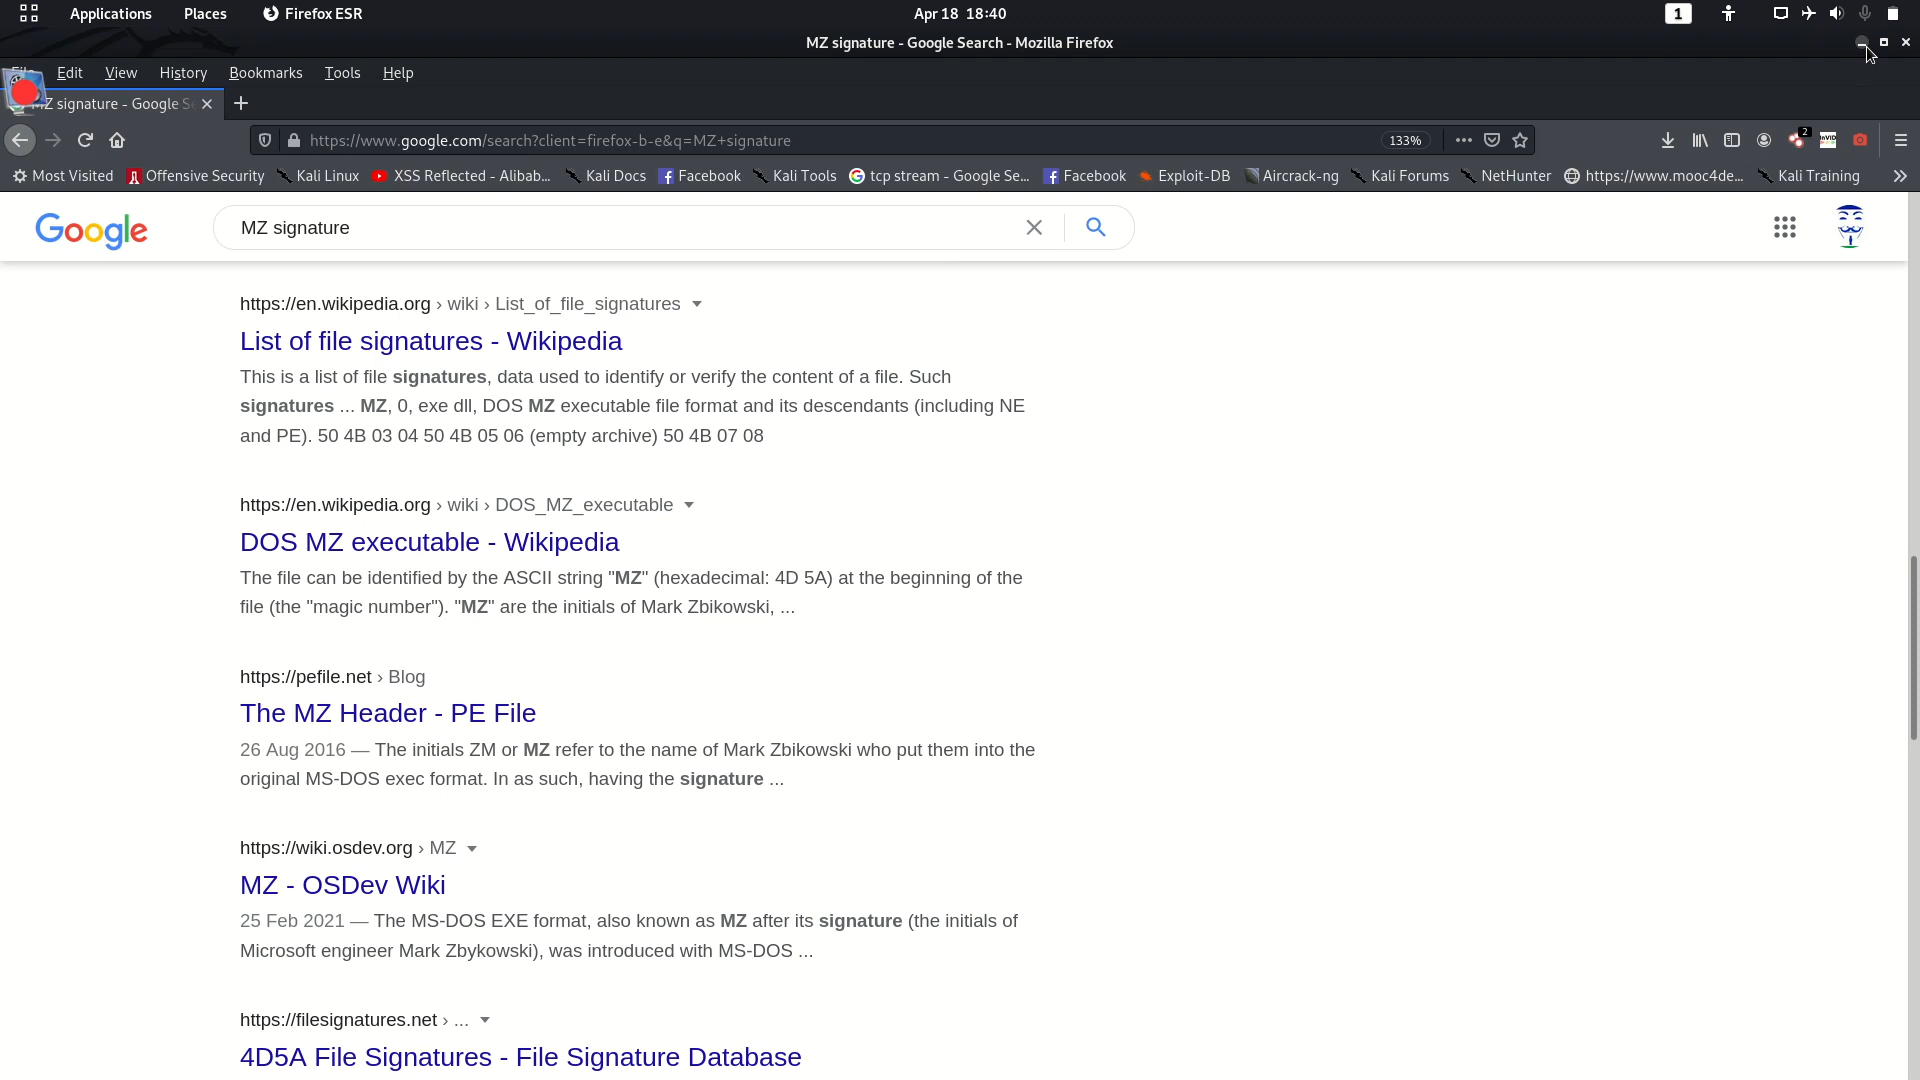 Applications Places Firefox ESR Apr 18 18:40 1
MZ signature - Google Search - Mozilla Firefox
Edit View History Bookmarks Tools Help
MZ signature - Google S
https://www.google.com/search?client=firefox-b-e&q=MZ+signature 133% 2
Most Visited Offensive Security Kali Linux XSS Reflected - Alibab... Kali Docs Facebook Kali Tools tcp stream - Google Se... Facebook Exploit-DB Aircrack-ng Kali Forums NetHunter https://www.mooc4de... Kali Training
Google MZ signature
https://en.wikipedia.org › wiki › List_of_file_signatures
List of file signatures - Wikipedia
This is a list of file signatures, data used to identify or verify the content of a file. Such
signatures ... MZ, 0, exe dll, DOS MZ executable file format and its descendants (including NE
and PE). 50 4B 03 04 50 4B 05 06 (empty archive) 50 4B 07 08
https://en.wikipedia.org › wiki › DOS_MZ_executable
DOS MZ executable - Wikipedia
The file can be identified by the ASCII string "MZ" (hexadecimal: 4D 5A) at the beginning of the
file (the "magic number"). "MZ" are the initials of Mark Zbikowski, ...
https://pefile.net › Blog
The MZ Header - PE File
26 Aug 2016 — The initials ZM or MZ refer to the name of Mark Zbikowski who put them into the
original MS-DOS exec format. In as such, having the signature ...
https://wiki.osdev.org › MZ
MZ - OSDev Wiki
25 Feb 2021 — The MS-DOS EXE format, also known as MZ after its signature (the initials of
Microsoft engineer Mark Zbykowski), was introduced with MS-DOS ...
https://filesignatures.net › ...
4D5A File Signatures - File Signature Database